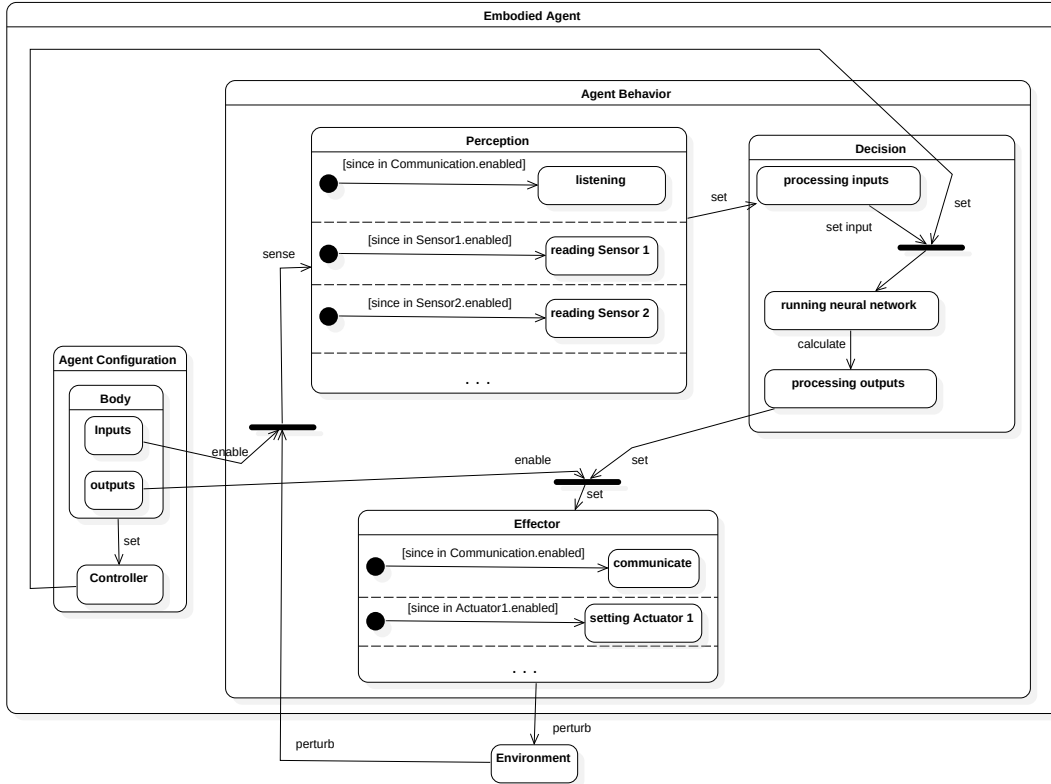 Embodied Agent
Agent Behavior
Perception
[since in Communication.enabled]
listening
[since in Sensor1.enabled]
reading Sensor 1
[since in Sensor2.enabled]
reading Sensor 2
. . .
sense
set
Decision
processing inputs
set input
set
running neural network
calculate
processing outputs
Agent Configuration
Body
Inputs
outputs
set
Controller
enable
enable
set
set
Effector
[since in Communication.enabled]
communicate
[since in Actuator1.enabled]
setting Actuator 1
. . .
perturb
perturb
Environment